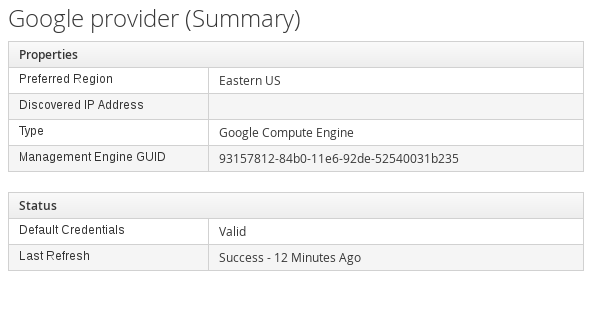 Google provider (Summary)
Properties
Preferred Region Eastern US
Discovered IP Address
Type Google Compute Engine
Management Engine GUID 93157812-84b0-11e6-92de-52540031b235
Status
Default Credentials Valid
Last Refresh Success - 12 Minutes Ago